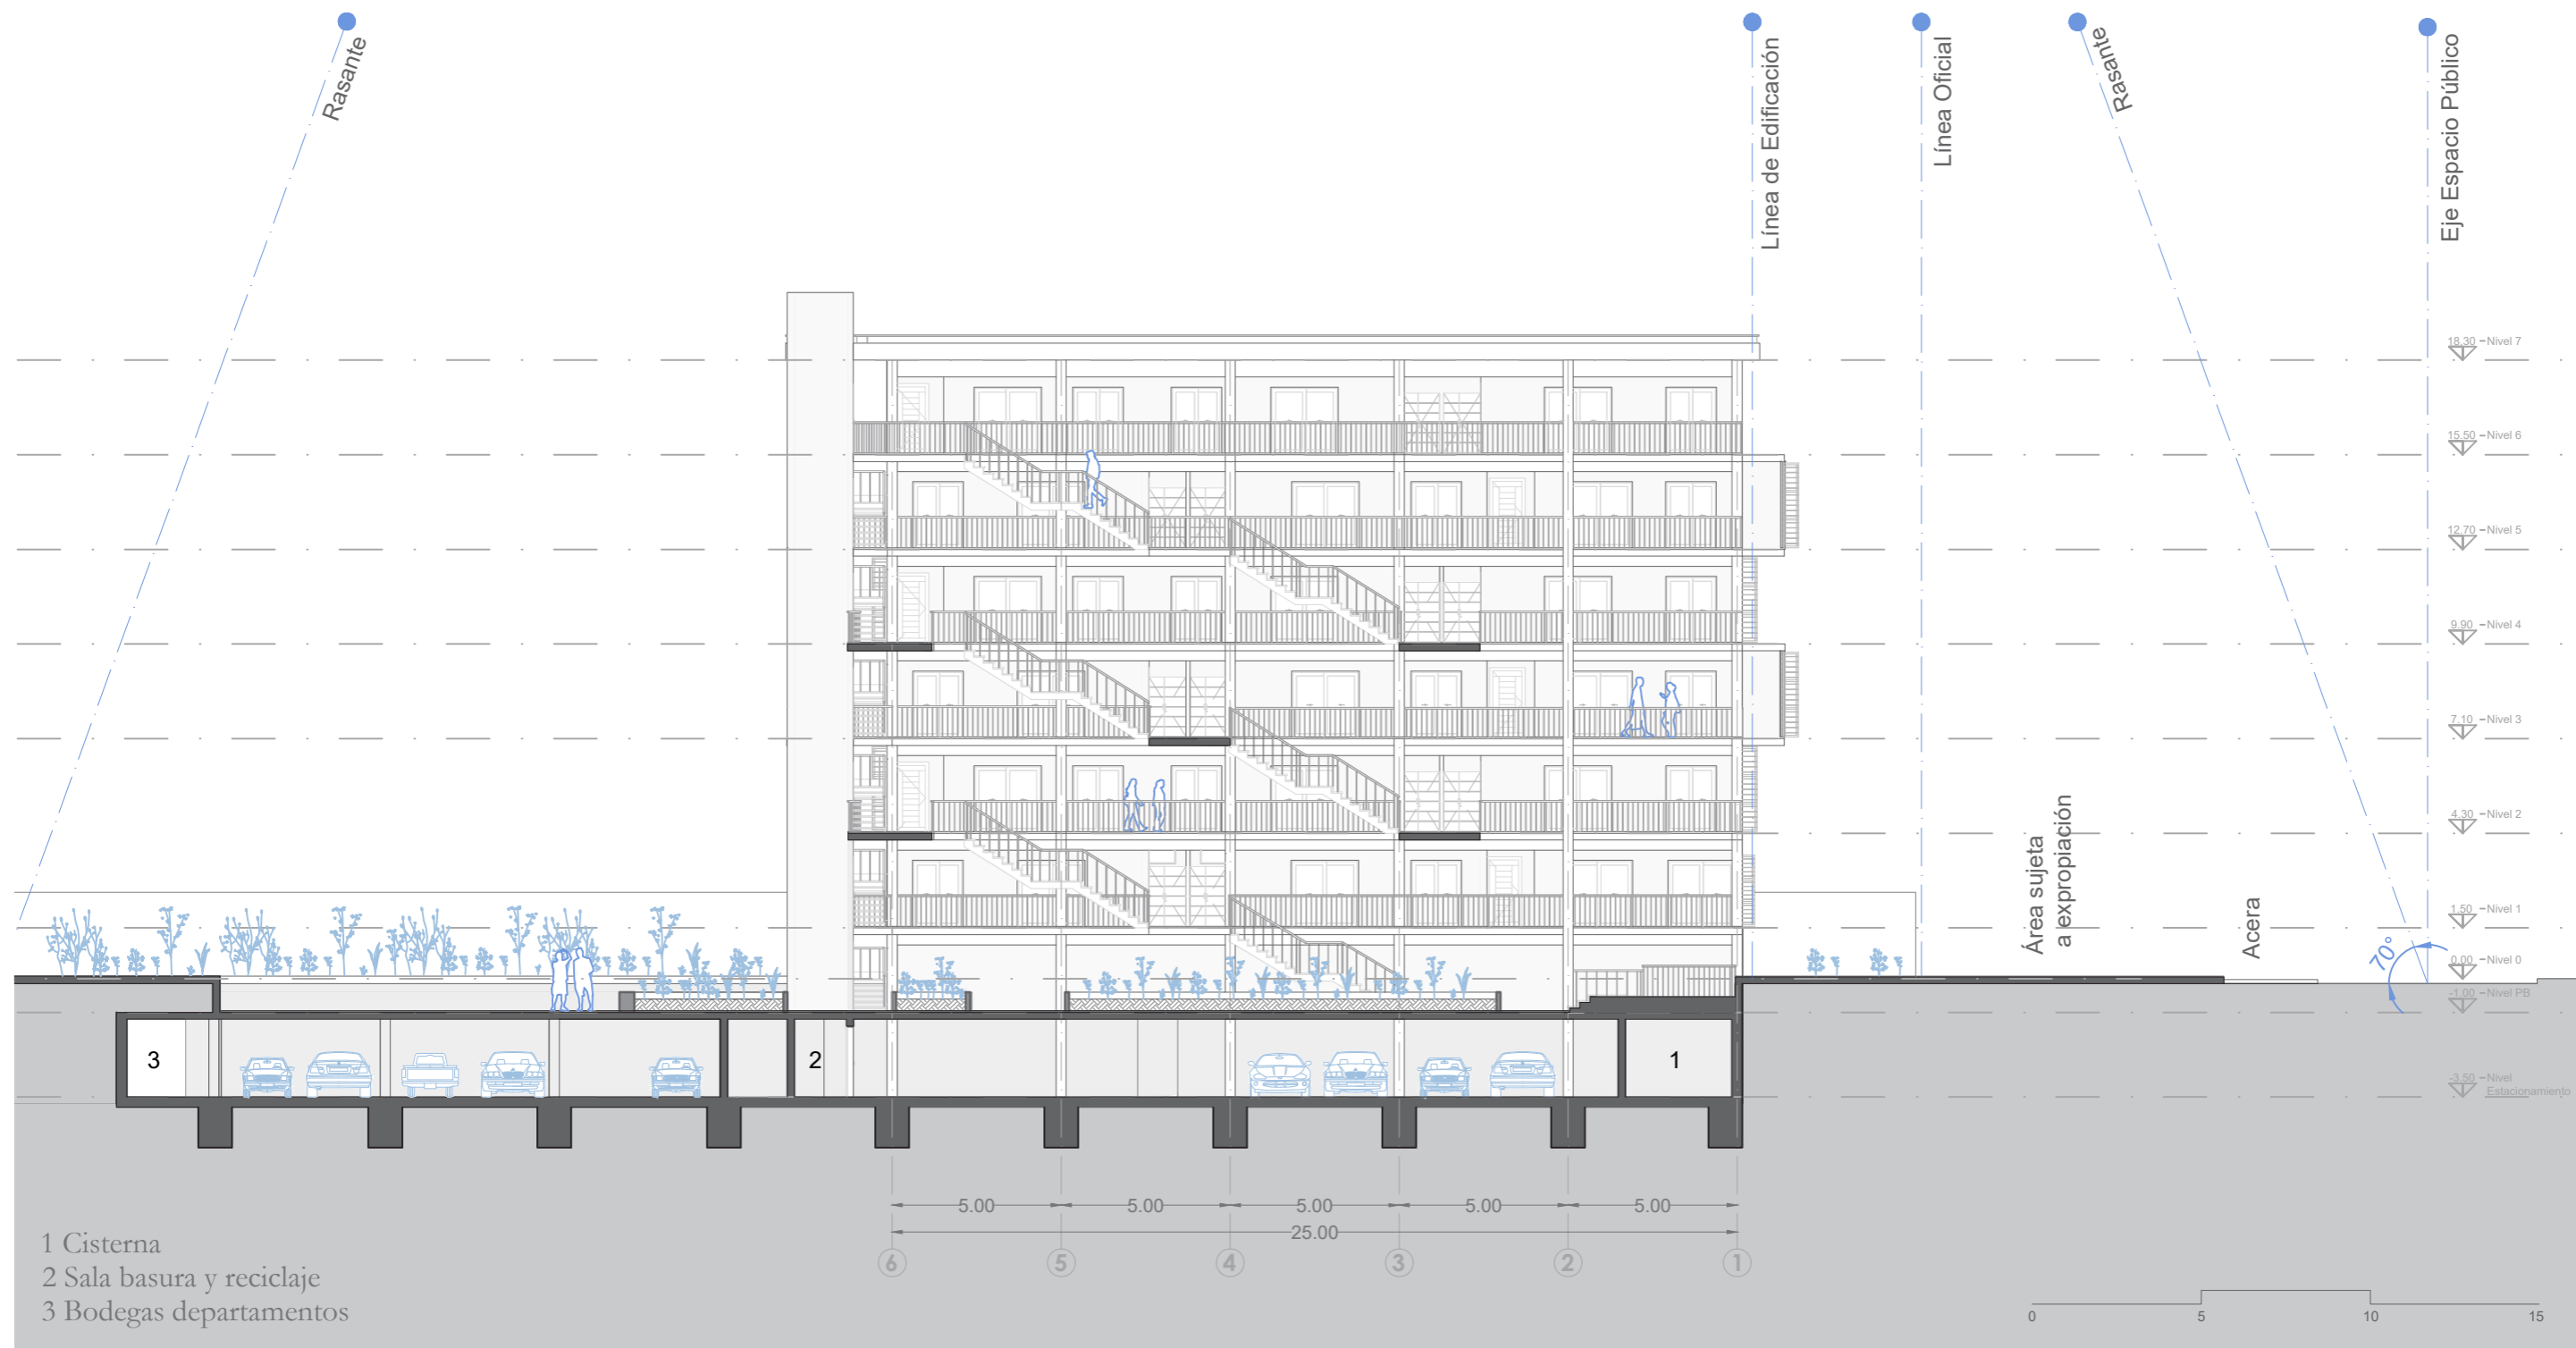 Rasante
Línea de Edificación
Línea Oficial
Rasante
Eje Espacio Público
18.30 Nivel 7
15.50 Nivel 6
12.70 Nivel 5
9.90 Nivel 4
7.10 Nivel 3
4.30 Nivel 2
Área sujeta
a expropiación
Acera
1.50 Nivel 1
70°
0.00 Nivel 0
-1.00 Nivel PB
3
2
1
-3.50 Nivel
Estacionamiento
5.00 5.00 5.00 5.00 5.00
25.00
6 5 4 3 2 1
1 Cisterna
2 Sala basura y reciclaje
3 Bodegas departamentos
0 5 10 15